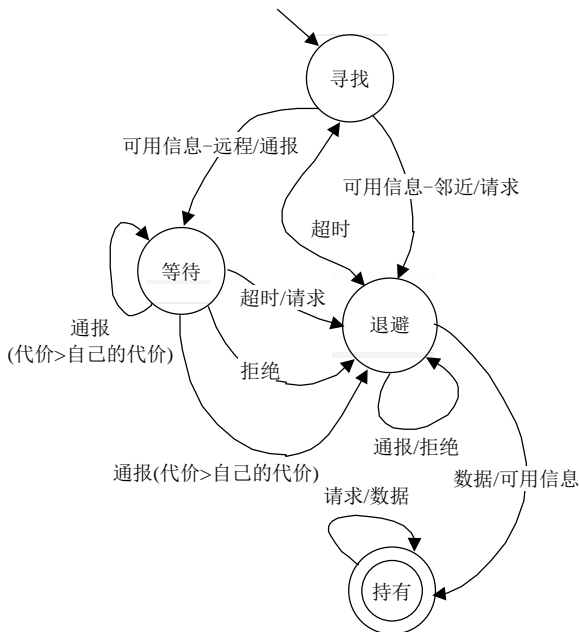 寻找
可用信息-远程/通报
可用信息-邻近/请求
超时
等待
超时/请求
退避
通报
(代价>自己的代价)
拒绝
通报/拒绝
通报(代价>自己的代价)
数据/可用信息
请求/数据
持有